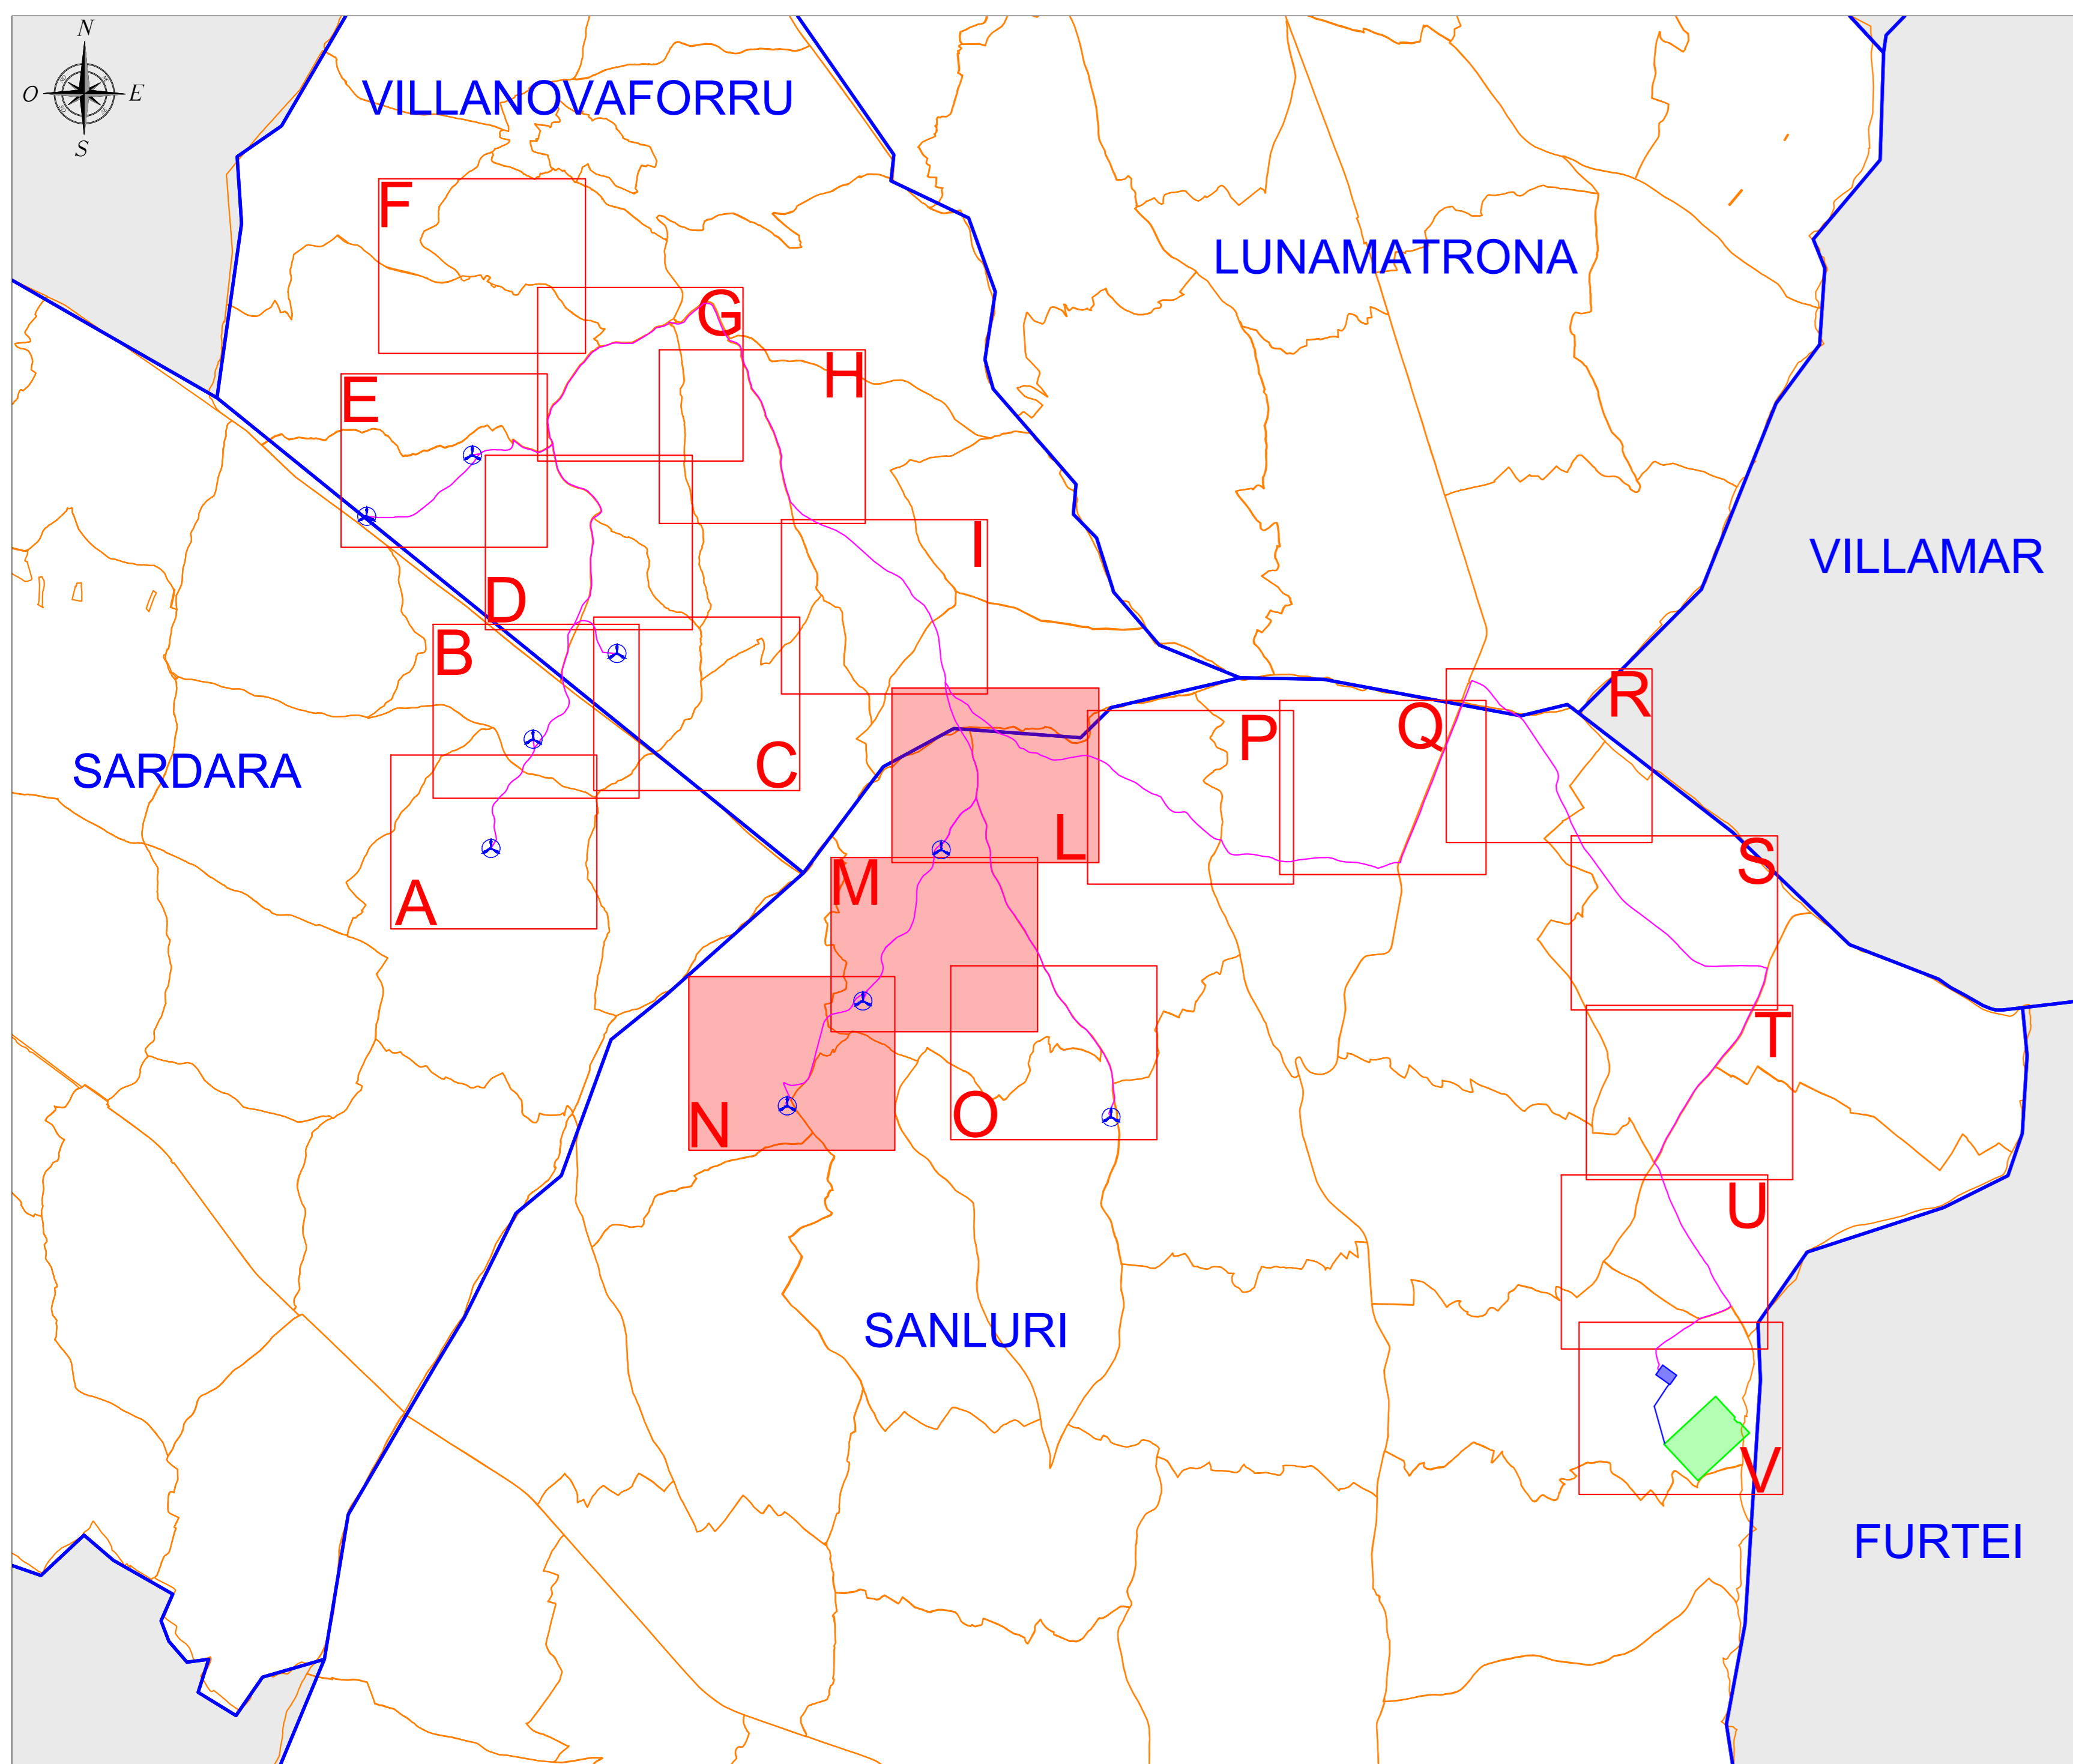 N
O E
S
VILLANOVAFORRU
F
LUNAMATRONA
G
H
E
I
VILLAMAR
D
B
R
P
Q
SARDARA
C
L
S
M
A
T
N
O
U
SANLURI
V
FURTEI